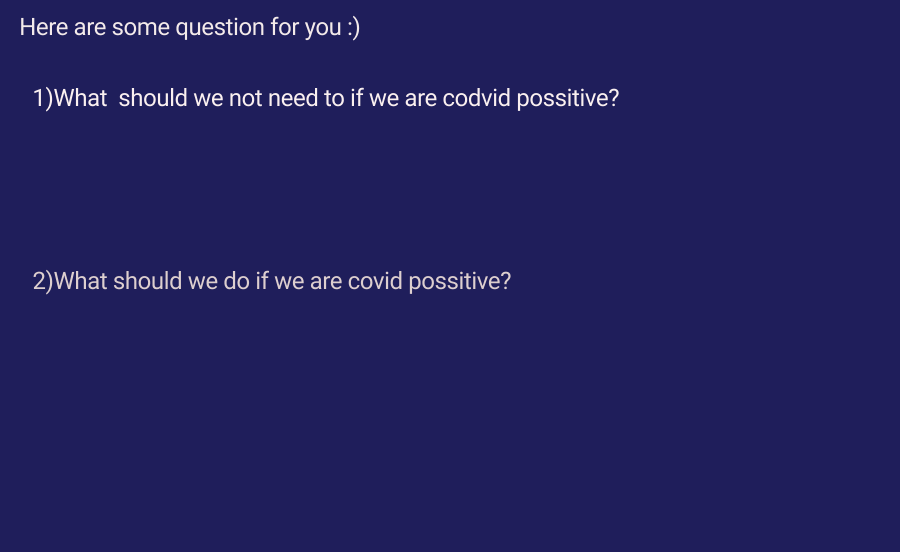 Here are some question for you :)
1)What  should we not need to if we are codvid possitive?
2)What should we do if we are covid possitive?